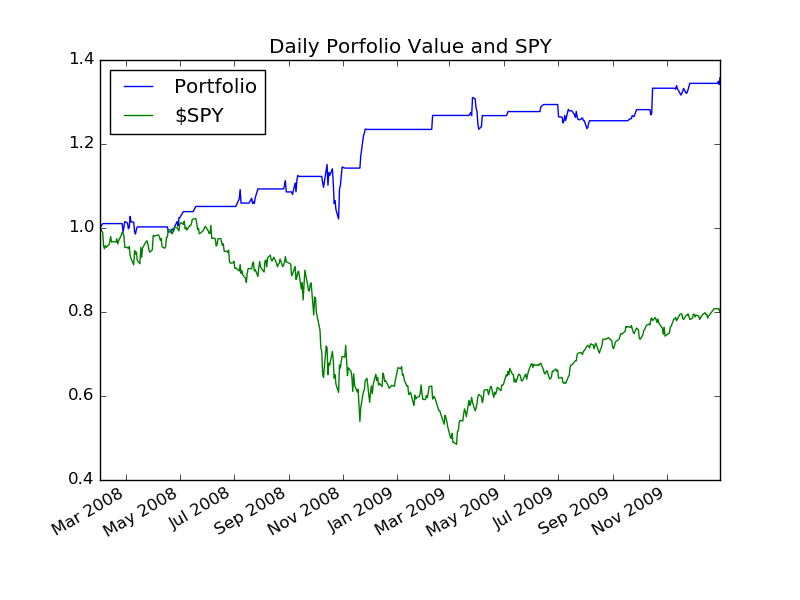 Daily Porfolio Value and SPY
1.4
Portfolio
$SPY
1.2
1.0
0.8
0.6
0.4
Mar 2008
May 2008
Jul 2008
Sep 2008
Nov 2008
Jan 2009
Mar 2009
May 2009
Jul 2009
Sep 2009
Nov 2009